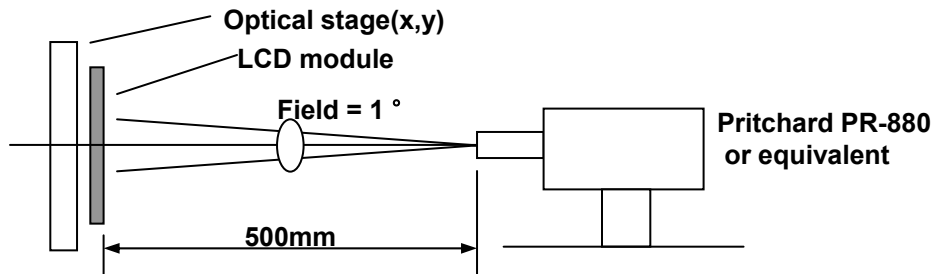 Optical stage(x,y)
LCD module
Field = 1 °
Pritchard PR-880
or equivalent
500mm